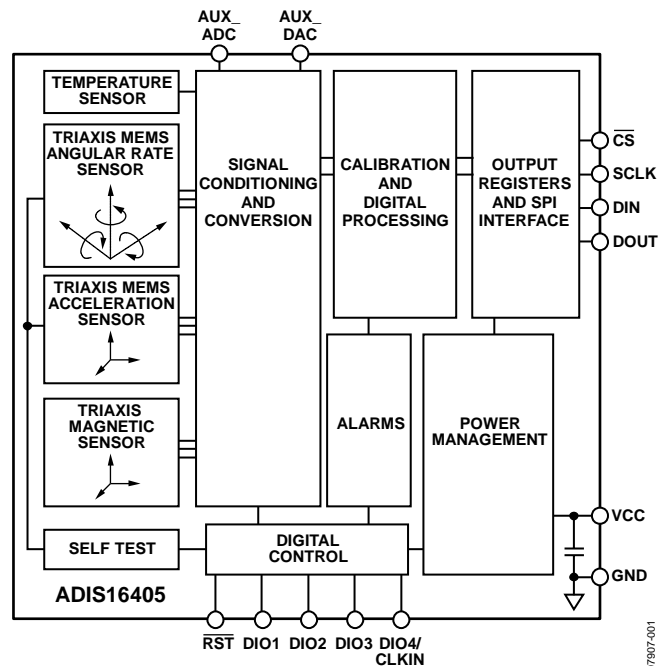 AUX_
ADC
AUX_
DAC
TEMPERATURE
SENSOR
TRIAXIS MEMS
ANGULAR RATE
SENSOR
SIGNAL
CONDITIONING
AND
CONVERSION
CALIBRATION
AND
DIGITAL
PROCESSING
OUTPUT
REGISTERS
AND SPI
INTERFACE
CS
SCLK
DIN
DOUT
TRIAXIS MEMS
ACCELERATION
SENSOR
TRIAXIS
MAGNETIC
SENSOR
ALARMS
POWER
MANAGEMENT
SELF TEST
DIGITAL
CONTROL
VCC
GND
ADIS16405
RST
DIO1
DIO2
DIO3
DIO4/
CLKIN